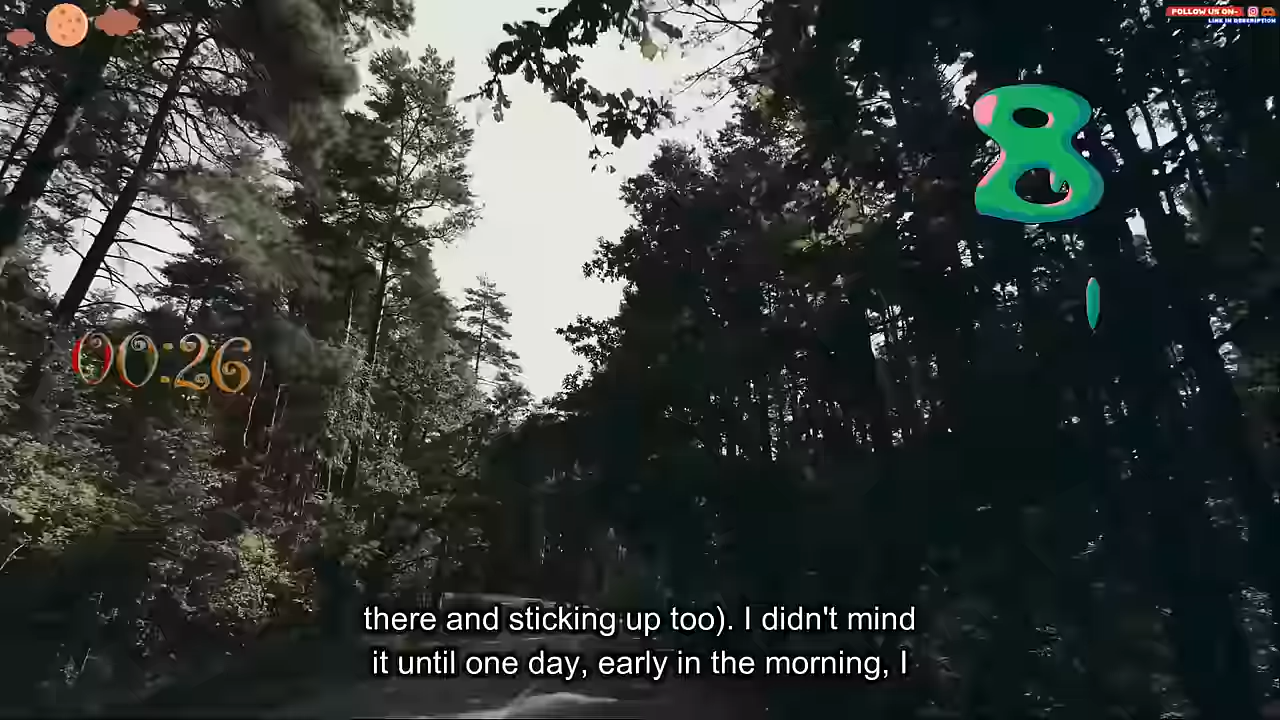 FOLLOW US ON-
LINK IN DESCRIPTION
8
00:26
there and sticking up too). I didn't mind
it until one day, early in the morning, I